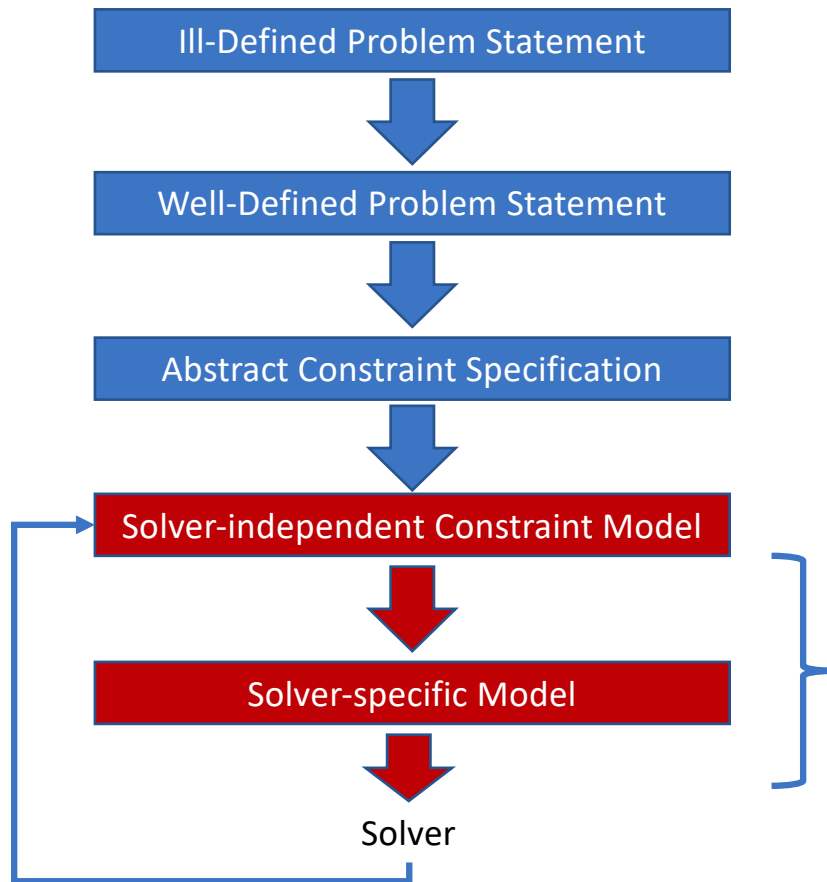 Ill-Defined Problem Statement
Well-Defined Problem Statement
Abstract Constraint Specification
Solver-independent Constraint Model
Solver-specific Model
Solver